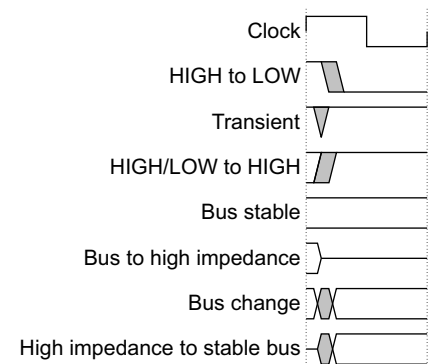 Clock
HIGH to LOW
Transient
HIGH/LOW to HIGH
Bus stable
Bus to high impedance
Bus change
High impedance to stable bus